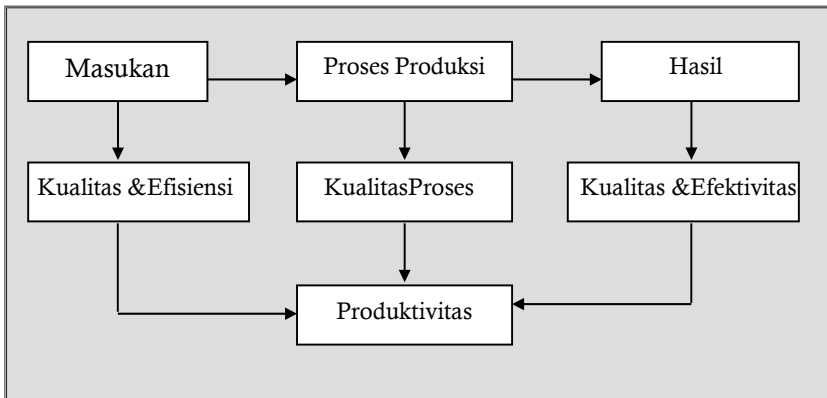 Masukan
Proses Produksi
Hasil
Kualitas &Efisiensi
KualitasProses
Kualitas &Efektivitas
Produktivitas